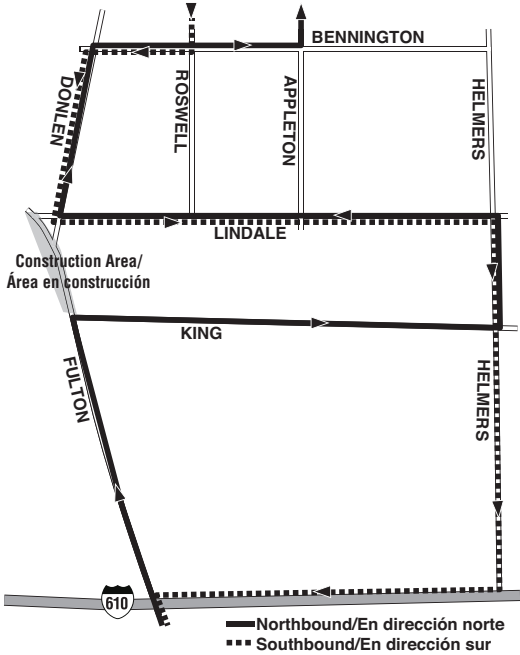 BENNINGTON
DONLEN
ROSWELL
APPLETON
HELMERS
LINDALE
Construction Area/
Área en construcción
KING
FULTON
HELMERS
610
Northbound/En dirección norte
Southbound/En dirección sur